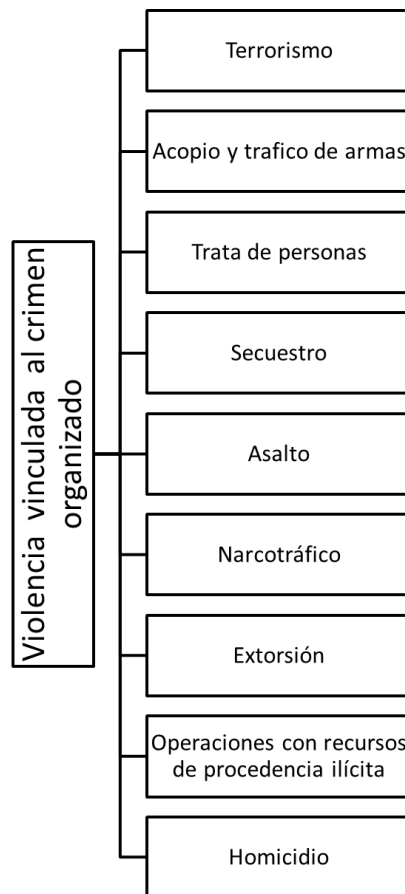 Violencia vinculada al crimen
organizado
Terrorismo
Acopio y trafico de armas
Trata de personas
Secuestro
Asalto
Narcotráfico
Extorsión
Operaciones con recursos
de procedencia ilícita
Homicidio